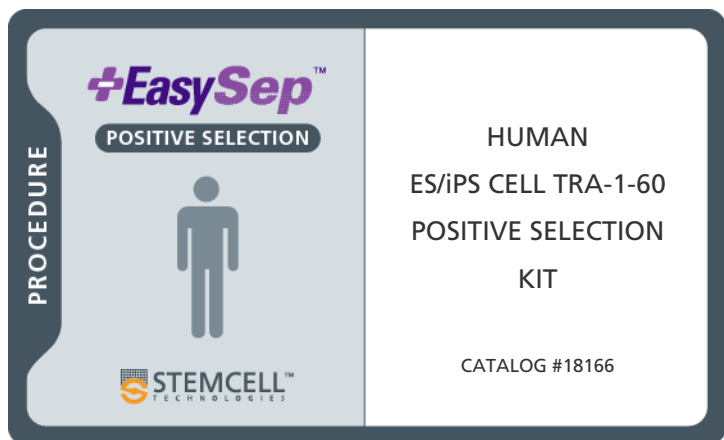 PROCEDURE
EasySep™
POSITIVE SELECTION
STEMCELL™
TECHNOLOGIES
HUMAN
ES/iPS CELL TRA-1-60
POSITIVE SELECTION
KIT
CATALOG #18166